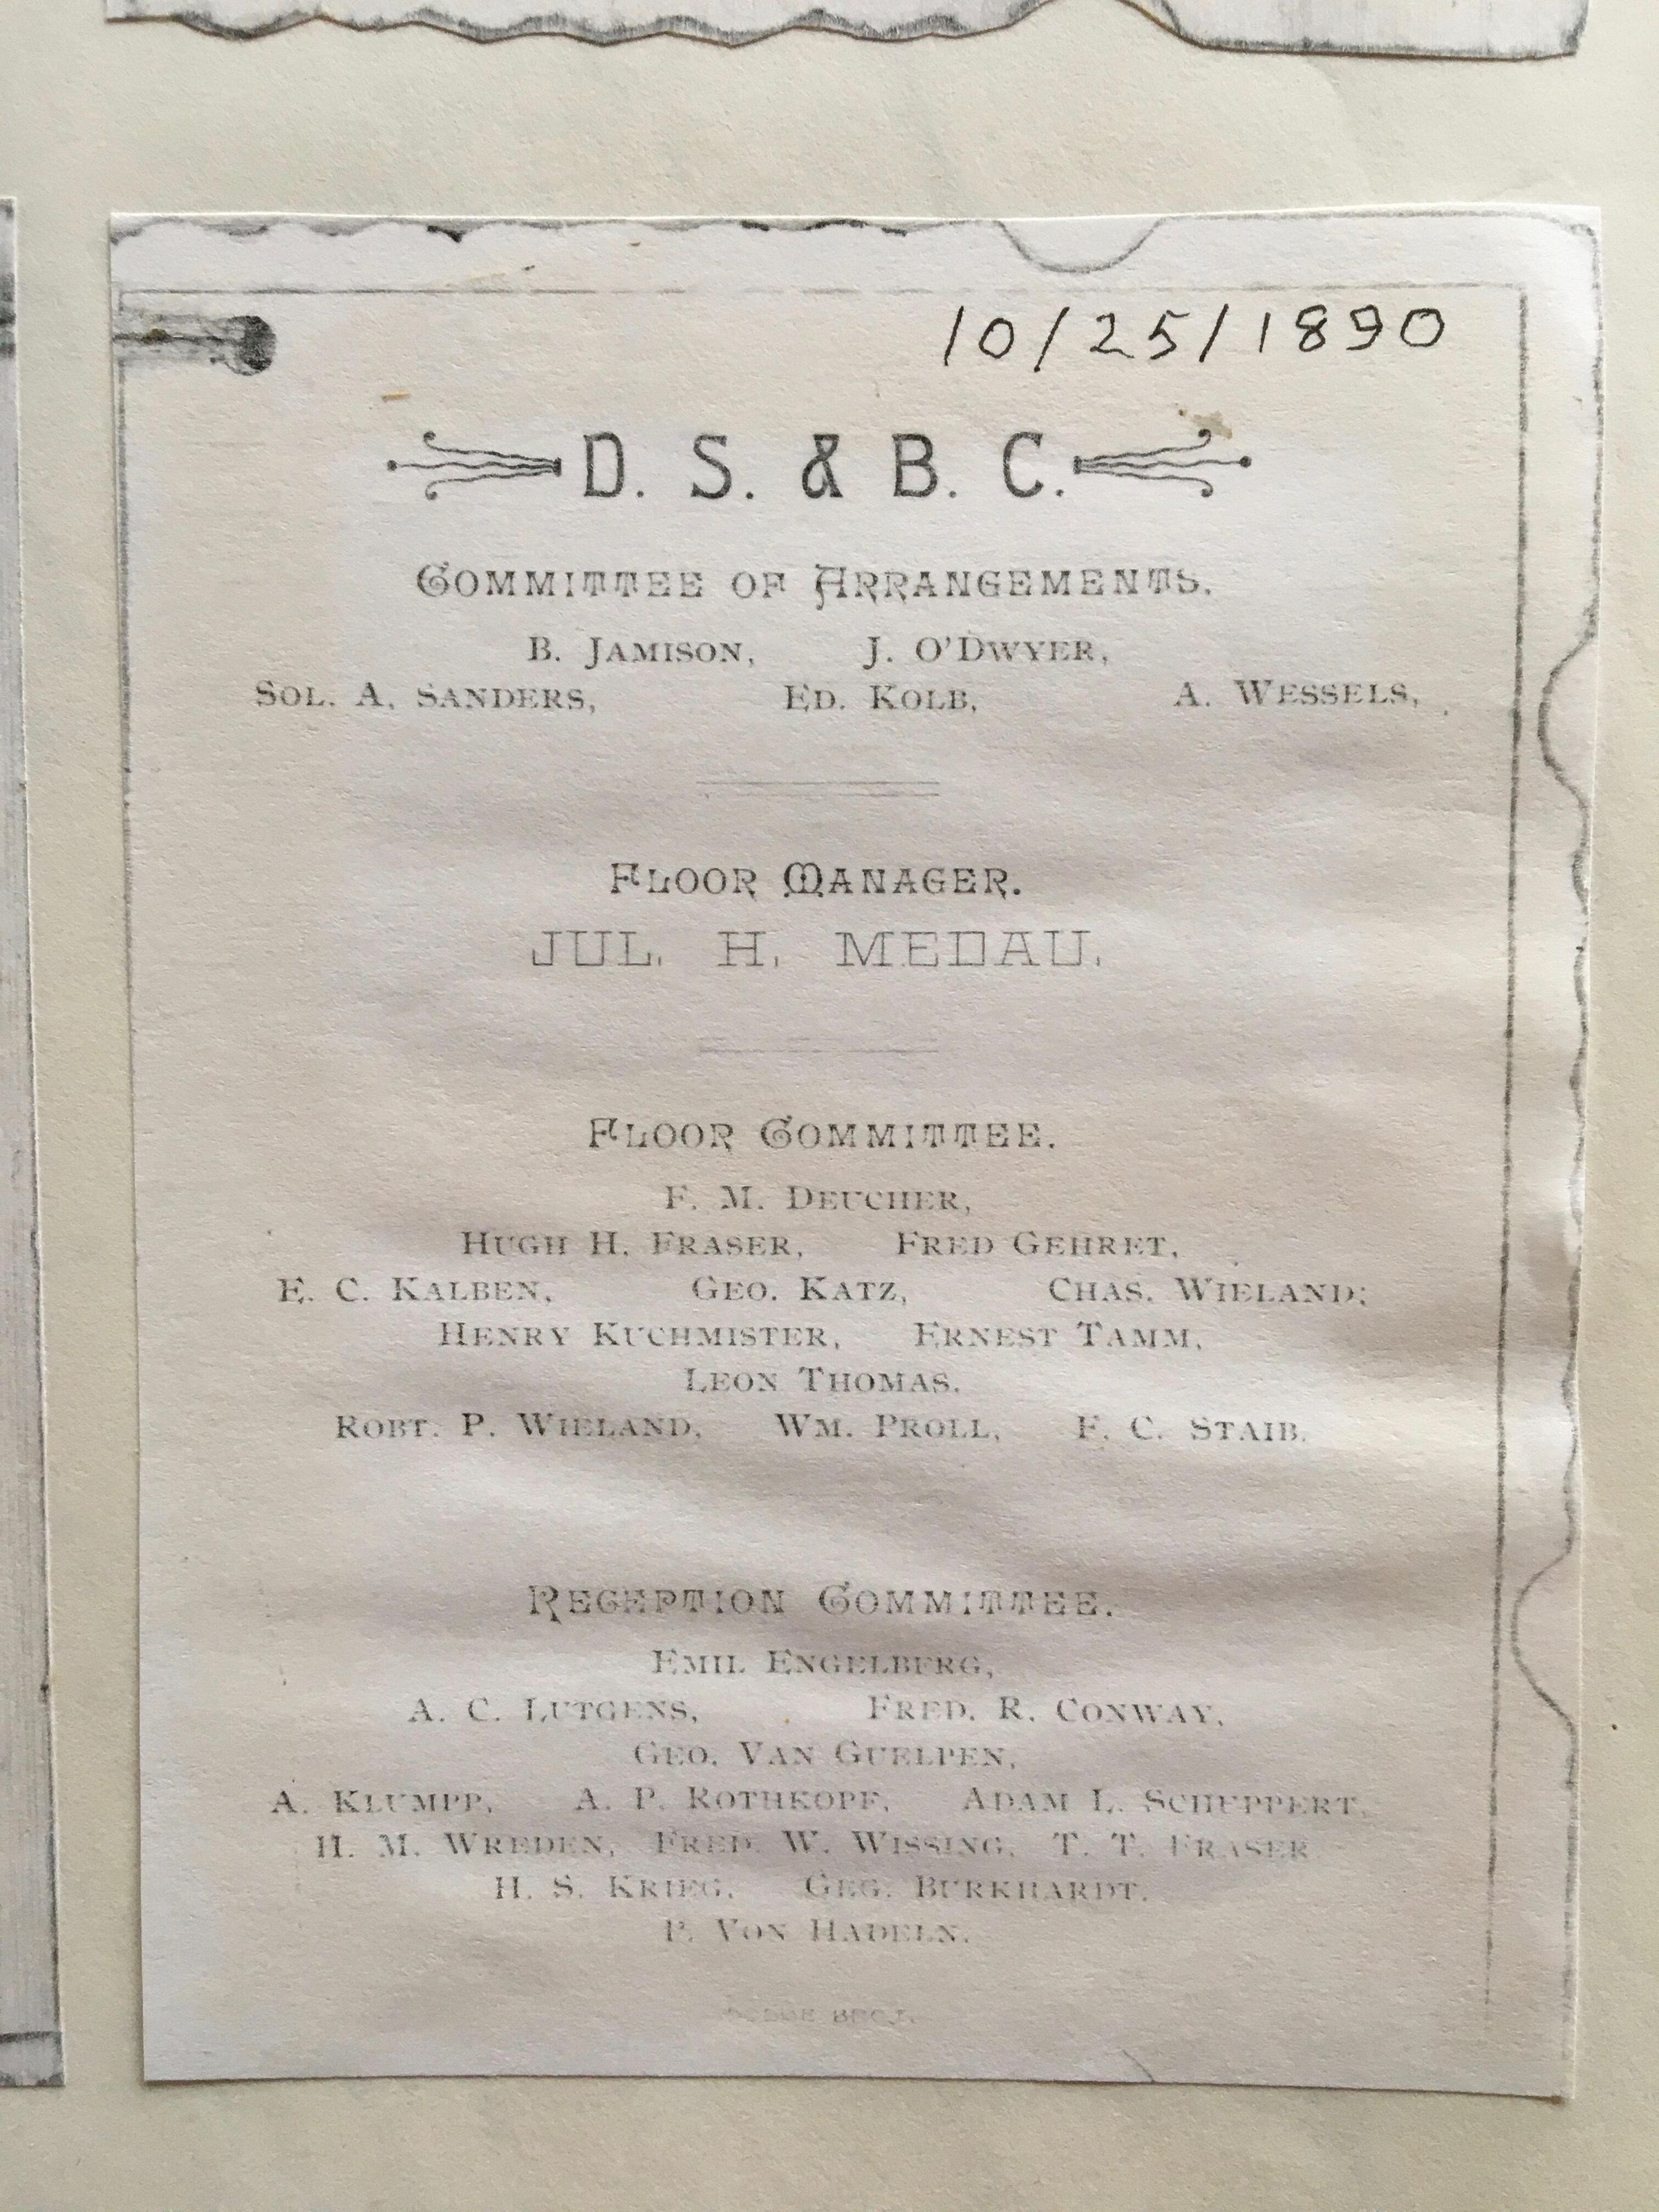 10/25/1890
D. S. & B. C.
COMMITTEE OF ARRANGEMENTS.
B. JAMISON, J. O'DWYER,
SOL. A. SANDERS, ED. KOLB, A. WESSELS,
FLOOR MANAGER.
JUL. H. MEDAU.
FLOOR COMMITTEE.
F. M. DEUCHER,
HUGH H. FRASER, FRED GEHRET,
E. C. KALBEN, GEO. KATZ, CHAS. WIELAND;
HENRY KUCHMISTER, ERNEST TAMM,
LEON THOMAS.
ROBT. P. WIELAND, WM. PROLL, F. C. STAIB.
RECEPTION COMMITTEE.
EMIL ENGELBERG,
A. C. LUTGENS, FRED. R. CONWAY,
GEO. VAN GUELPEN,
A. KLUMPP, A. P. ROTHKOPF, ADAM L. SCHUPPERT,
H. M. WREDEN, FRED. W. WISSING, T. T. FRASER
H. S. KRIEG, GEG. BURKHARDT,
P. VON HADELN.
BROS.